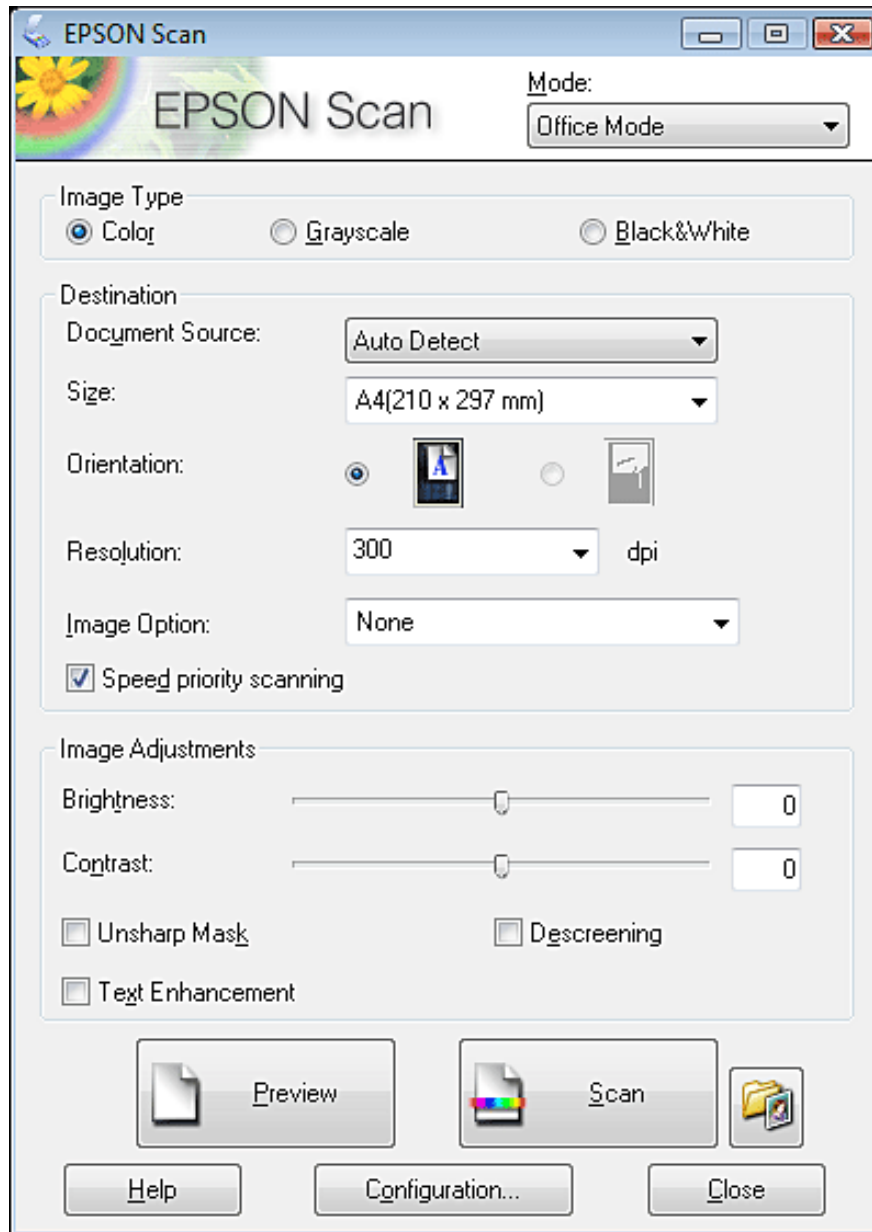 EPSON Scan
EPSON Scan
Mode:
Office Mode
Image Type
Color Grayscale Black&White
Destination
Document Source: Auto Detect
Size: A4(210 x 297 mm)
Orientation: A
Resolution: 300 dpi
Image Option: None
Speed priority scanning
Image Adjustments
Brightness: 0
Contrast: 0
Unsharp Mask Descreening
Text Enhancement
Preview Scan
Help Configuration... Close